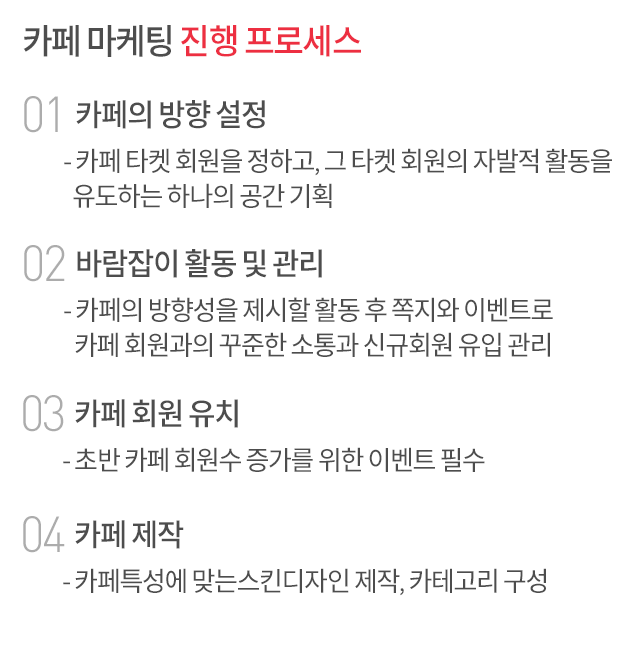 카페 마케팅 진행 프로세스
01 카페의 방향 설정
- 카페 타켓 회원을 정하고, 그 타켓 회원의 자발적 활동을
유도하는 하나의 공간 기획
02 바람잡이 활동 및 관리
- 카페의 방향성을 제시할 활동 후 쪽지와 이벤트로
카페 회원과의 꾸준한 소통과 신규회원 유입 관리
03 카페 회원 유치
- 초반 카페 회원수 증가를 위한 이벤트 필수
04 카페 제작
- 카페특성에 맞는스킨디자인 제작, 카테고리 구성